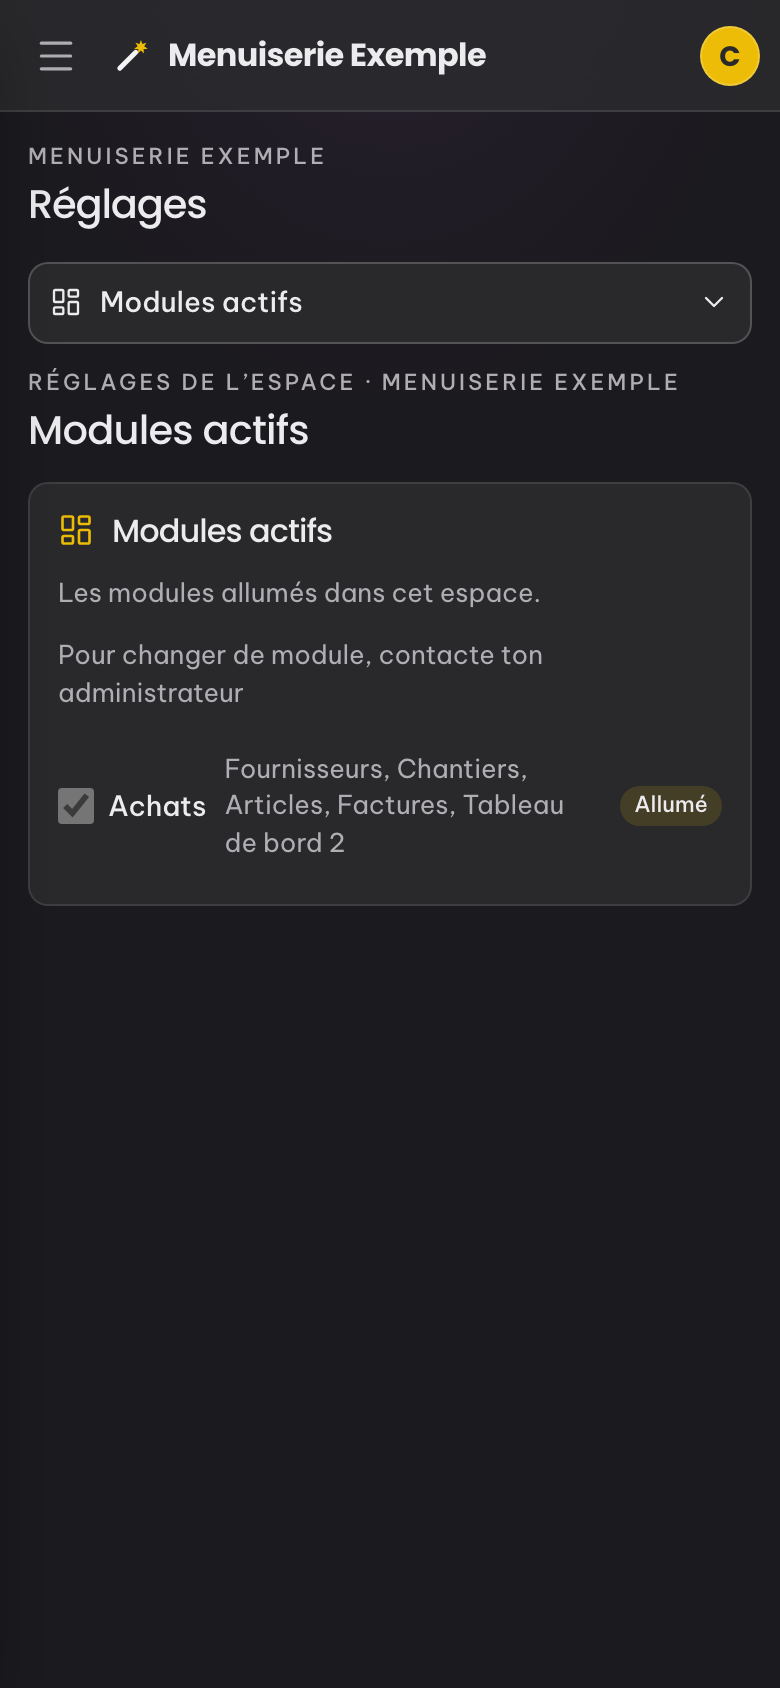 Menuiserie Exemple
C
MENUISERIE EXEMPLE
Réglages
Modules actifs
RÉGLAGES DE L’ESPACE · MENUISERIE EXEMPLE
Modules actifs
Modules actifs
Les modules allumés dans cet espace.
Pour changer de module, contacte ton
administrateur
Achats
Fournisseurs, Chantiers,
Articles, Factures, Tableau
de bord 2
Allumé